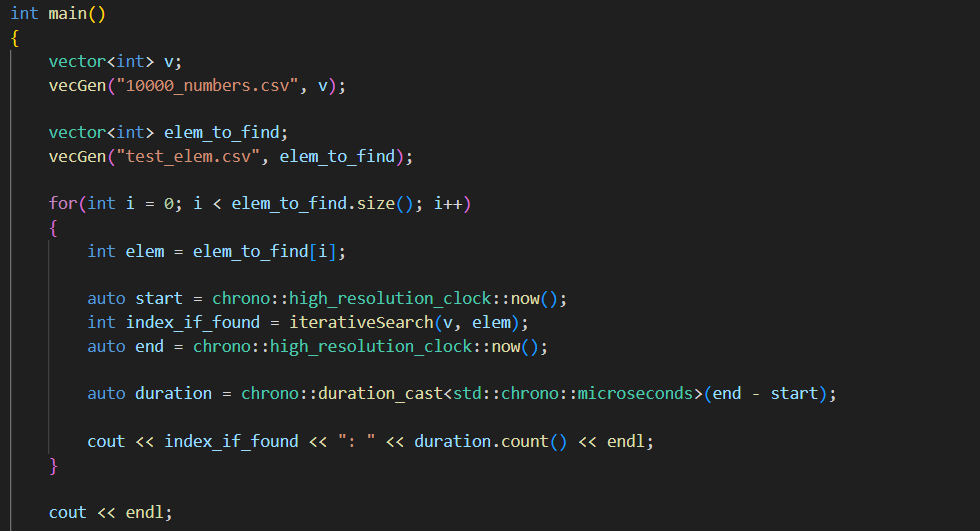 int main()
{
    vector<int> v;
    vecGen("10000_numbers.csv", v);

    vector<int> elem_to_find;
    vecGen("test_elem.csv", elem_to_find);

    for(int i = 0; i < elem_to_find.size(); i++)
    {
        int elem = elem_to_find[i];

        auto start = chrono::high_resolution_clock::now();
        int index_if_found = iterativeSearch(v, elem);
        auto end = chrono::high_resolution_clock::now();

        auto duration = chrono::duration_cast<std::chrono::microseconds>(end - start);

        cout << index_if_found << ": " << duration.count() << endl;
    }

    cout << endl;